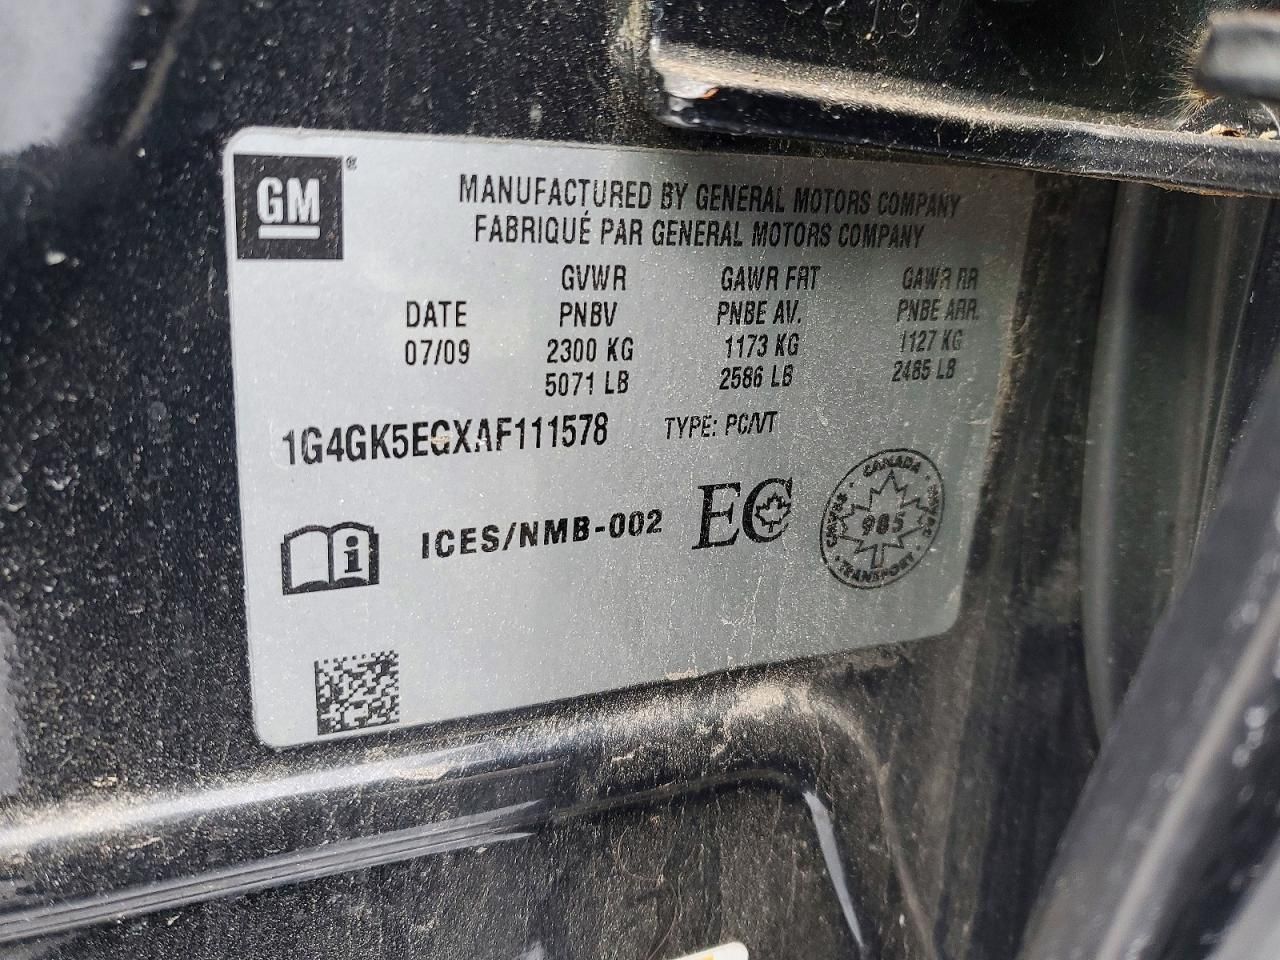 GM ®
MANUFACTURED BY GENERAL MOTORS COMPANY
FABRIQUÉ PAR GENERAL MOTORS COMPANY
GVWR GAWR FRT GAWR RR
DATE PNBV PNBE AV. PNBE ARR.
07/09 2300 KG 1173 KG 1127 KG
5071 LB 2586 LB 2485 LB
1G4GK5EGXAF111578 TYPE: PC/VT
i ICES/NMB-002 EC
CANADA
985
TRANSPORT